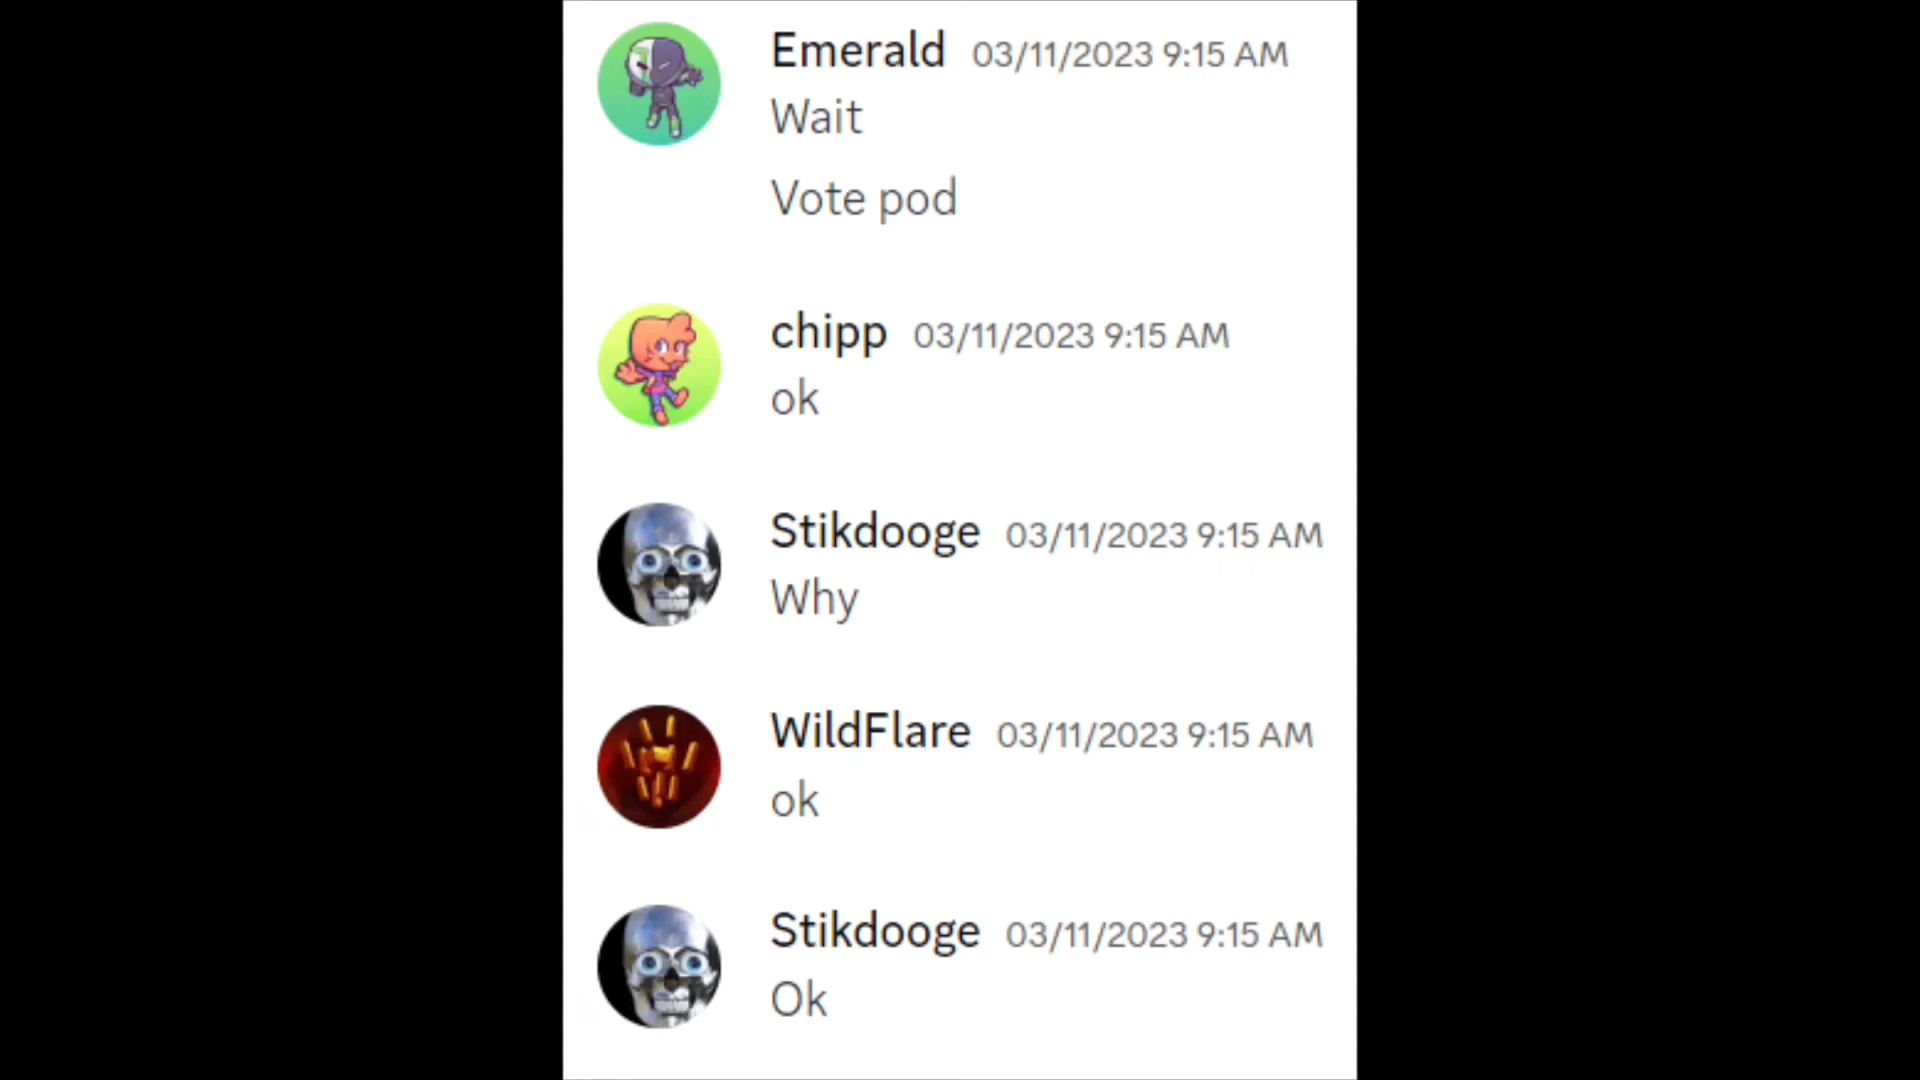 Emerald 03/11/2023 9:15 AM
Wait
Vote pod
chipp 03/11/2023 9:15 AM
ok
Stikdooge 03/11/2023 9:15 AM
Why
WildFlare 03/11/2023 9:15 AM
ok
Stikdooge 03/11/2023 9:15 AM
Ok